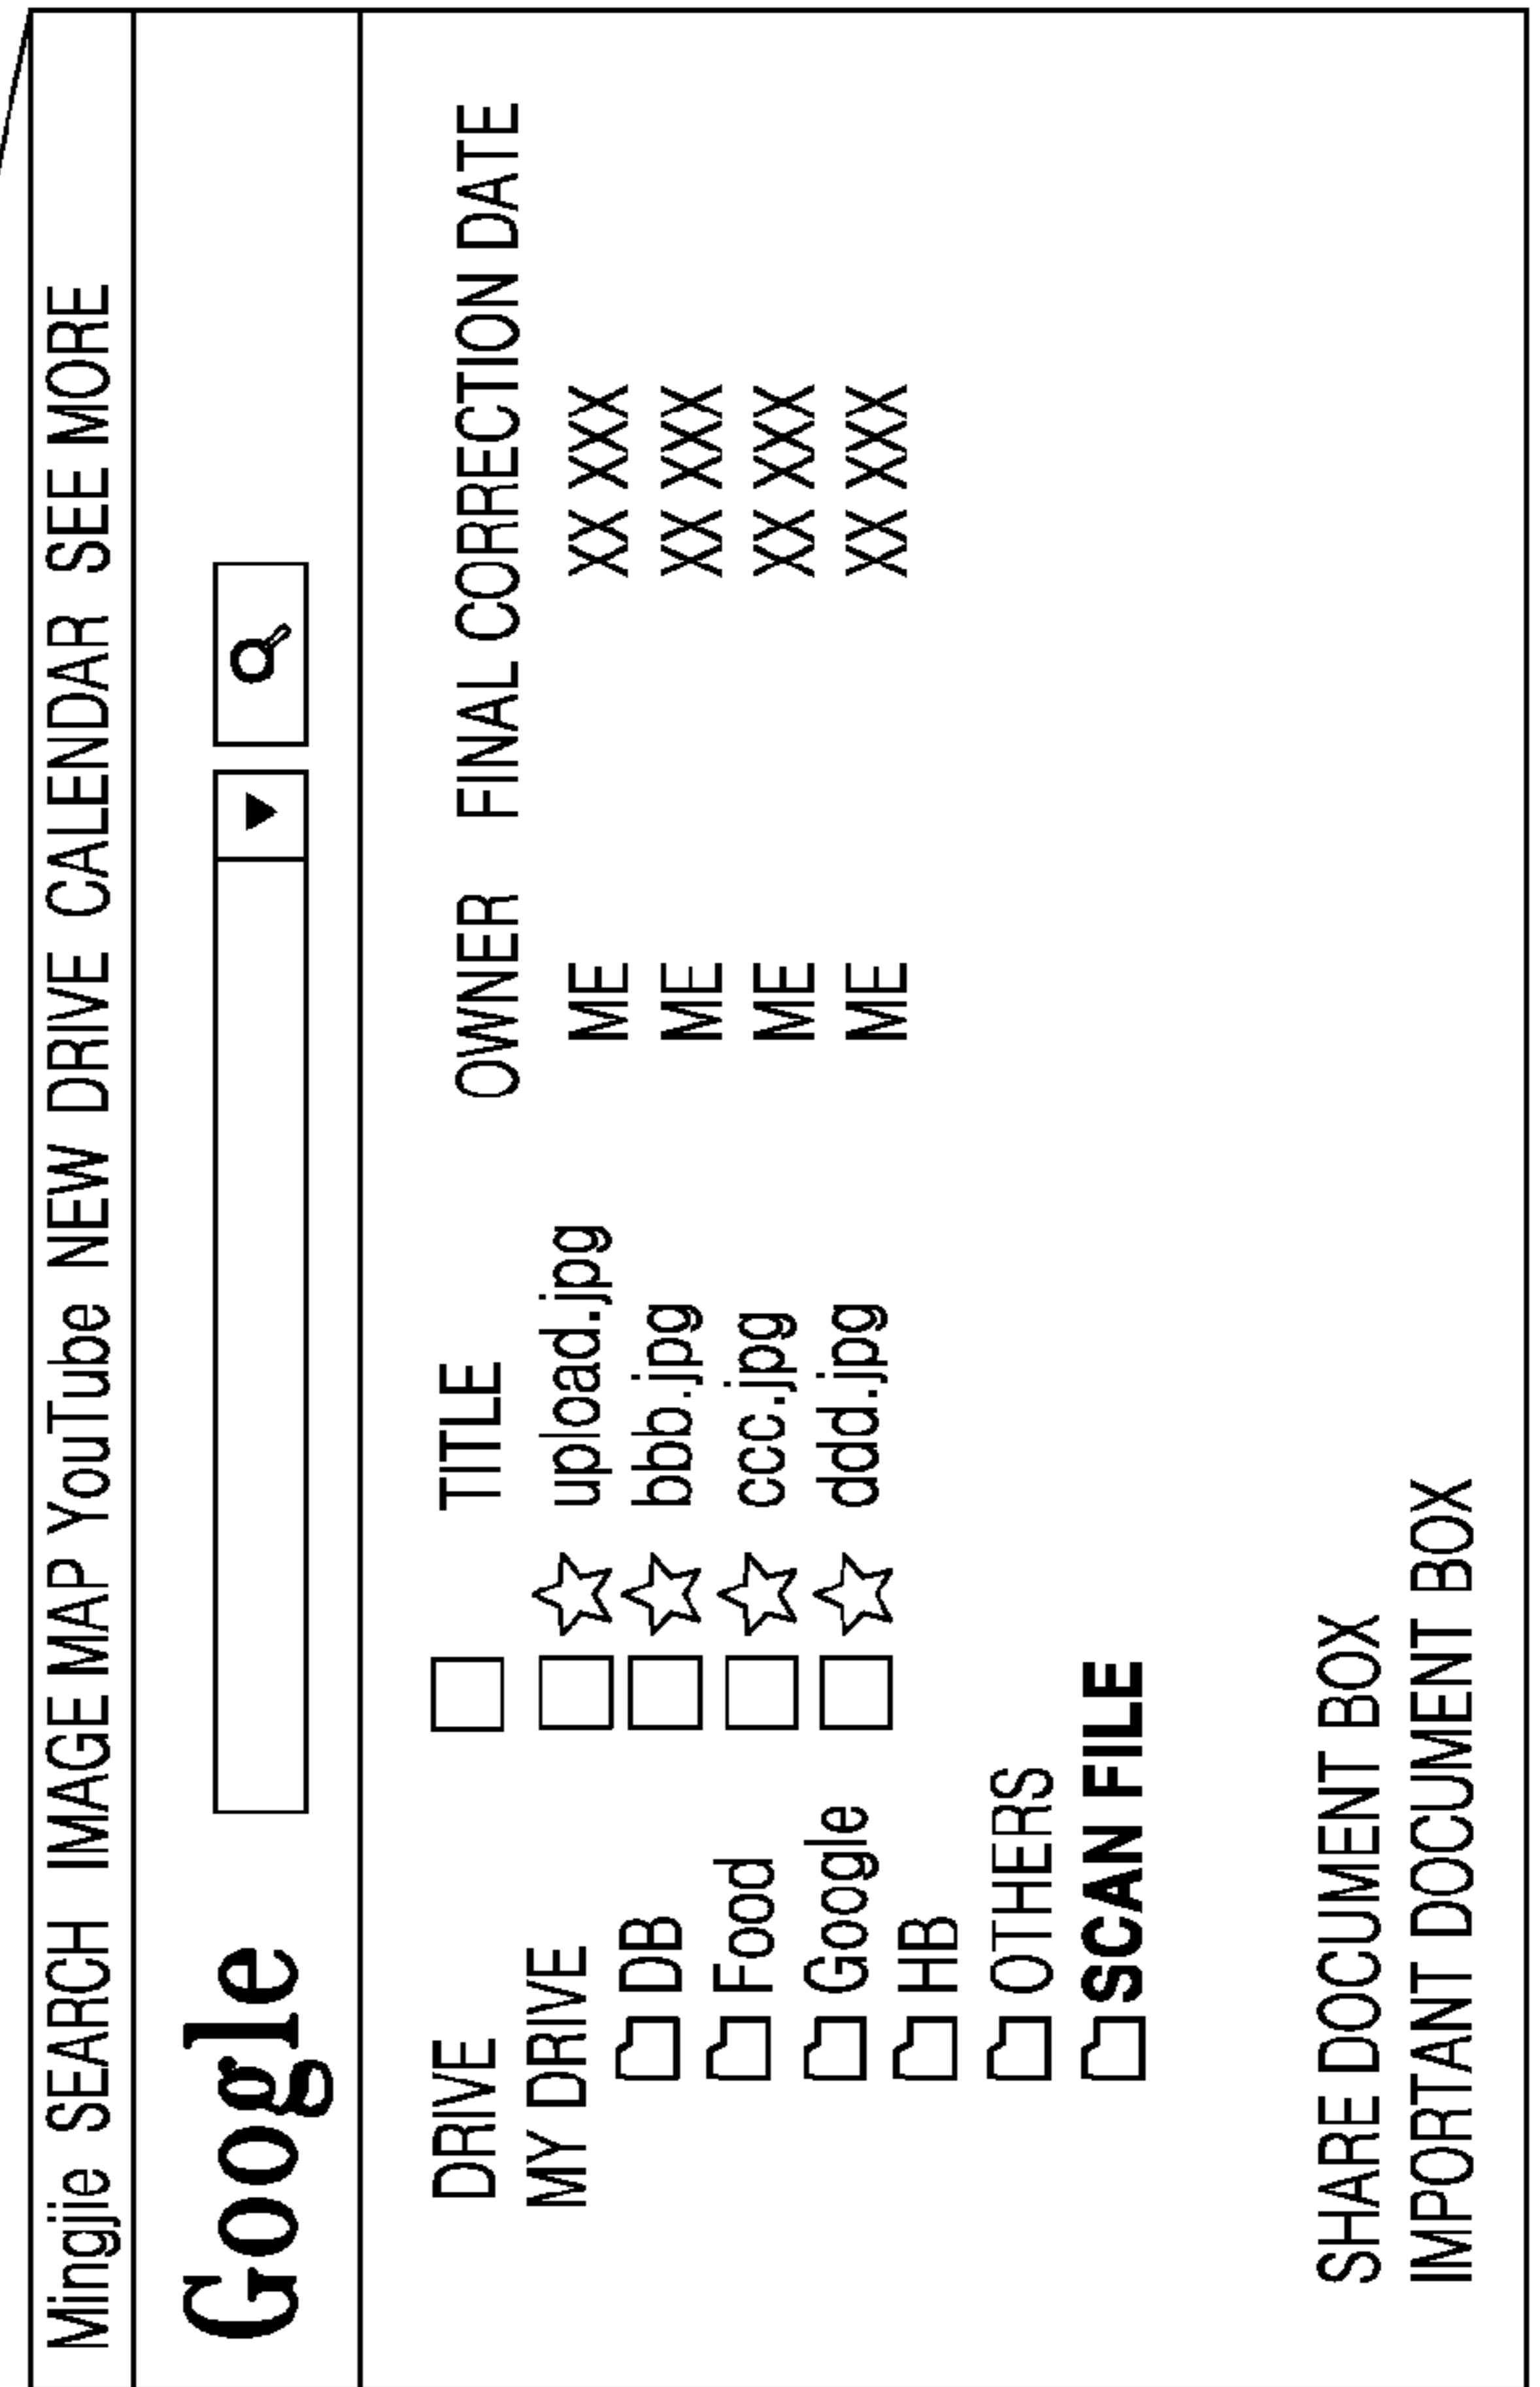 Mingjie SEARCH IMAGE MAP YouTube NEW DRIVE CALENDAR SEE MORE
Google
DRIVE TITLE OWNER FINAL CORRECTION DATE
MY DRIVE upload.jpg ME XX XXX
DB bbb.jpg ME XX XXX
Food ccc.jpg ME XX XXX
Google ddd.jpg ME XX XXX
HB
OTHERS
SCAN FILE
SHARE DOCUMENT BOX
IMPORTANT DOCUMENT BOX